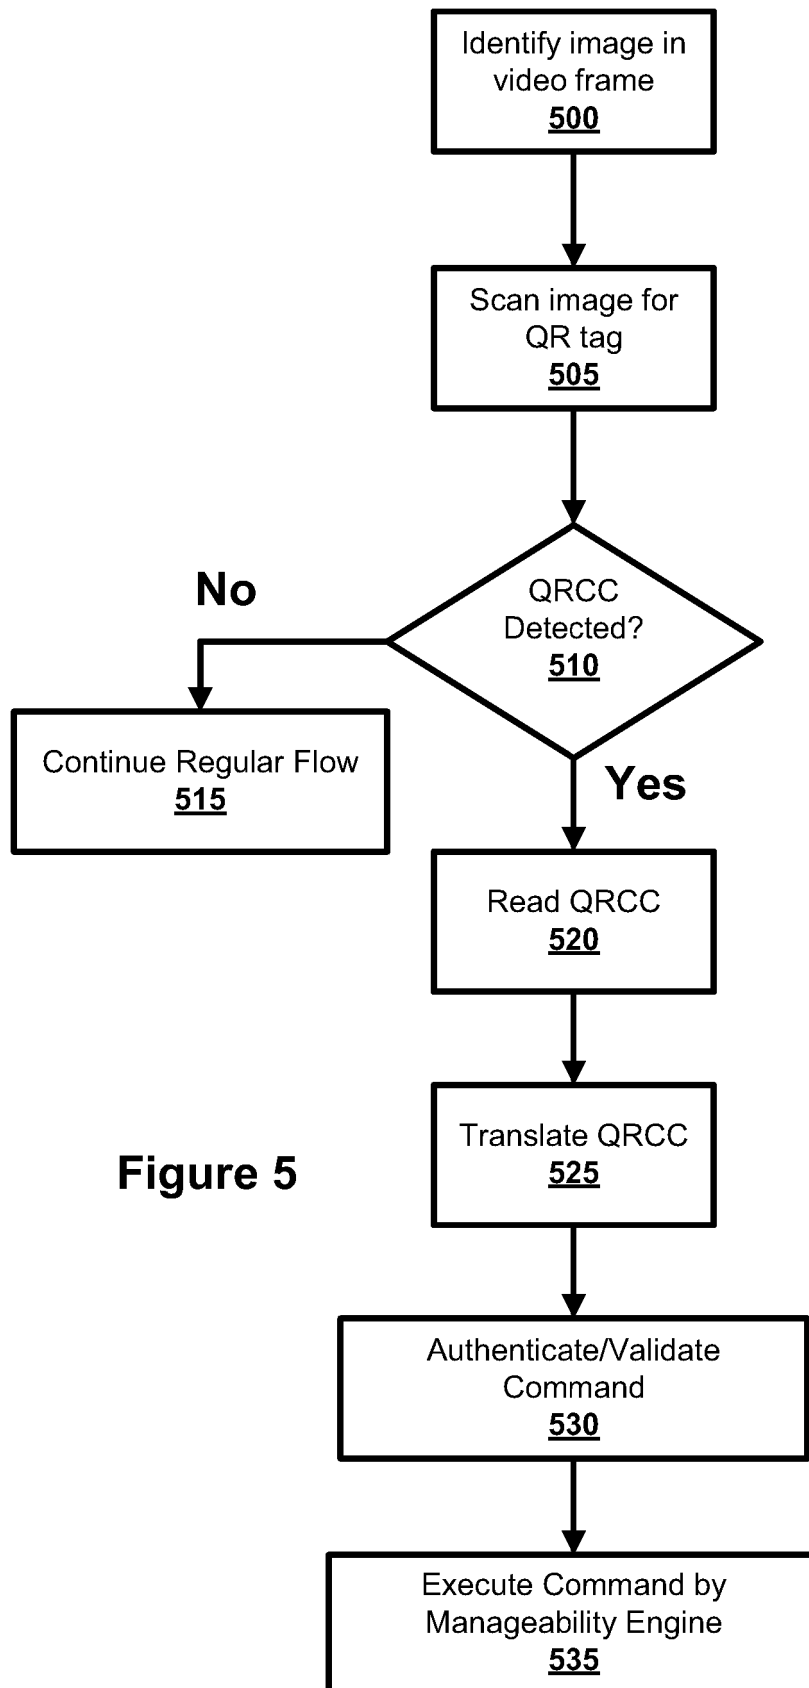 Identify image in
video frame
500
Scan image for
QR tag
505
QRCC
Detected?
510
No
Continue Regular Flow
515
Yes
Read QRCC
520
Translate QRCC
525
Figure 5
Authenticate/Validate
Command
530
Execute Command by
Manageability Engine
535